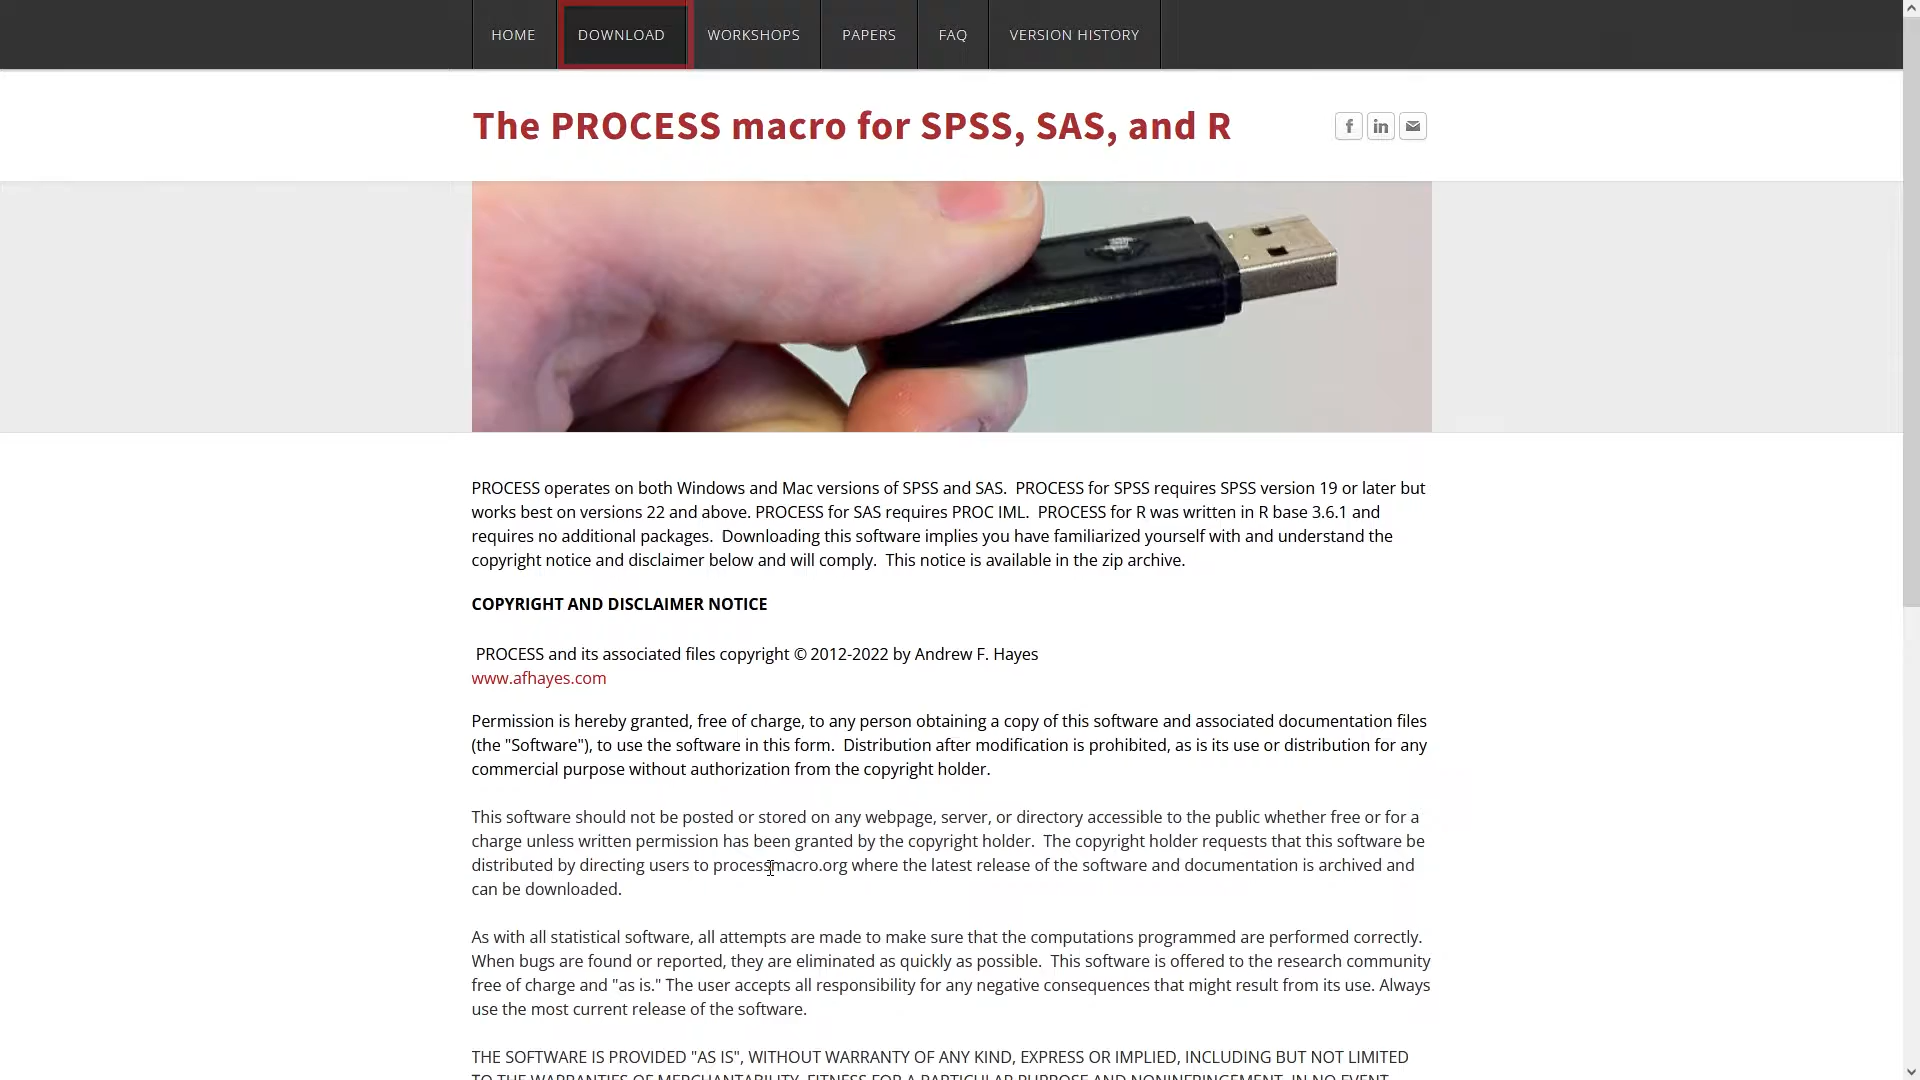 HOME DOWNLOAD WORKSHOPS PAPERS FAQ VERSION HISTORY
The PROCESS macro for SPSS, SAS, and R
PROCESS operates on both Windows and Mac versions of SPSS and SAS.  PROCESS for SPSS requires SPSS version 19 or later but
works best on versions 22 and above. PROCESS for SAS requires PROC IML.  PROCESS for R was written in R base 3.6.1 and
requires no additional packages.  Downloading this software implies you have familiarized yourself with and understand the
copyright notice and disclaimer below and will comply.  This notice is available in the zip archive.
COPYRIGHT AND DISCLAIMER NOTICE
PROCESS and its associated files copyright © 2012-2022 by Andrew F. Hayes
www.afhayes.com
Permission is hereby granted, free of charge, to any person obtaining a copy of this software and associated documentation files
(the "Software"), to use the software in this form.  Distribution after modification is prohibited, as is its use or distribution for any
commercial purpose without authorization from the copyright holder.
This software should not be posted or stored on any webpage, server, or directory accessible to the public whether free or for a
charge unless written permission has been granted by the copyright holder.  The copyright holder requests that this software be
distributed by directing users to processmacro.org where the latest release of the software and documentation is archived and
can be downloaded.
As with all statistical software, all attempts are made to make sure that the computations programmed are performed correctly.
When bugs are found or reported, they are eliminated as quickly as possible.  This software is offered to the research community
free of charge and "as is." The user accepts all responsibility for any negative consequences that might result from its use. Always
use the most current release of the software.
THE SOFTWARE IS PROVIDED "AS IS", WITHOUT WARRANTY OF ANY KIND, EXPRESS OR IMPLIED, INCLUDING BUT NOT LIMITED
TO THE WARRANTIES OF MERCHANTABILITY, FITNESS FOR A PARTICULAR PURPOSE AND NONINFRINGEMENT. IN NO EVENT